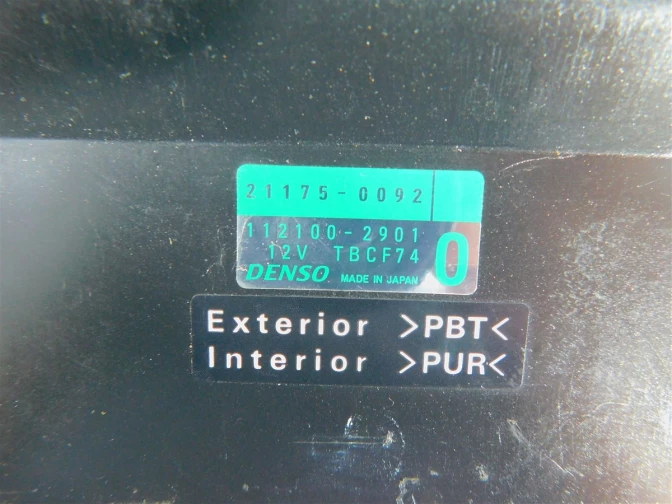 21175-0092
112100-2901
12V TBCF74
0
DENSO MADE IN JAPAN
Exterior >PBT<
Interior >PUR<